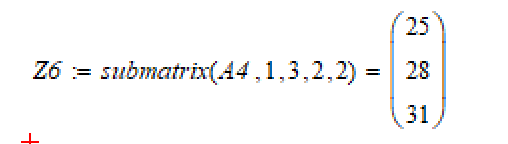 Z6 := submatrix(A4,1,3,2,2) = (25
28
31)